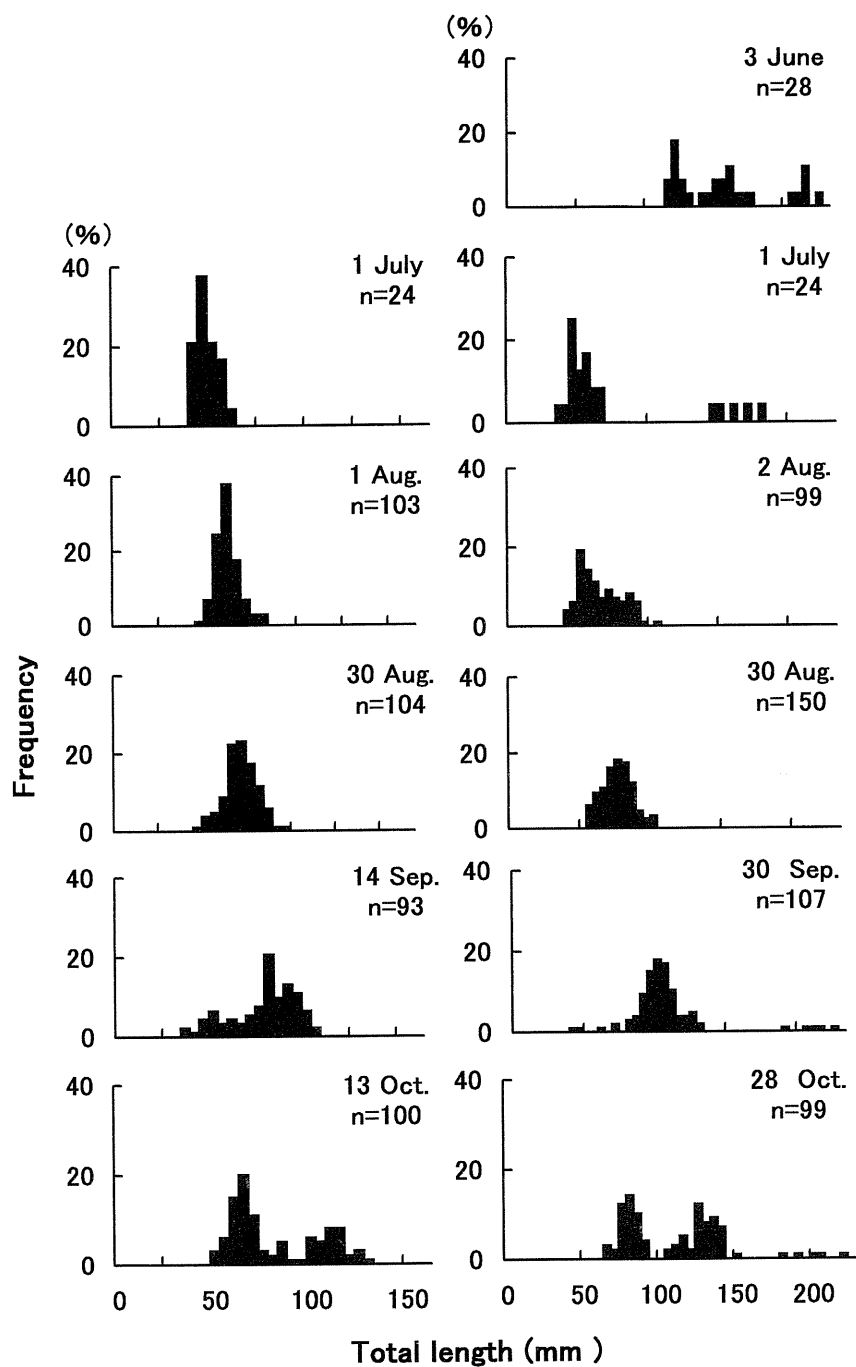 (%)
40
20
0
3 June
n=28
(%)
40
20
0
1 July
n=24
40
20
0
1 July
n=24
40
20
0
1 Aug.
n=103
40
20
0
2 Aug.
n=99
40
20
0
30 Aug.
n=104
40
20
0
30 Aug.
n=150
40
20
0
14 Sep.
n=93
40
20
0
30 Sep.
n=107
40
20
0
13 Oct.
n=100
40
20
0
28 Oct.
n=99
0 50 100 150
0 50 100 150 200
Frequency
Total length (mm )